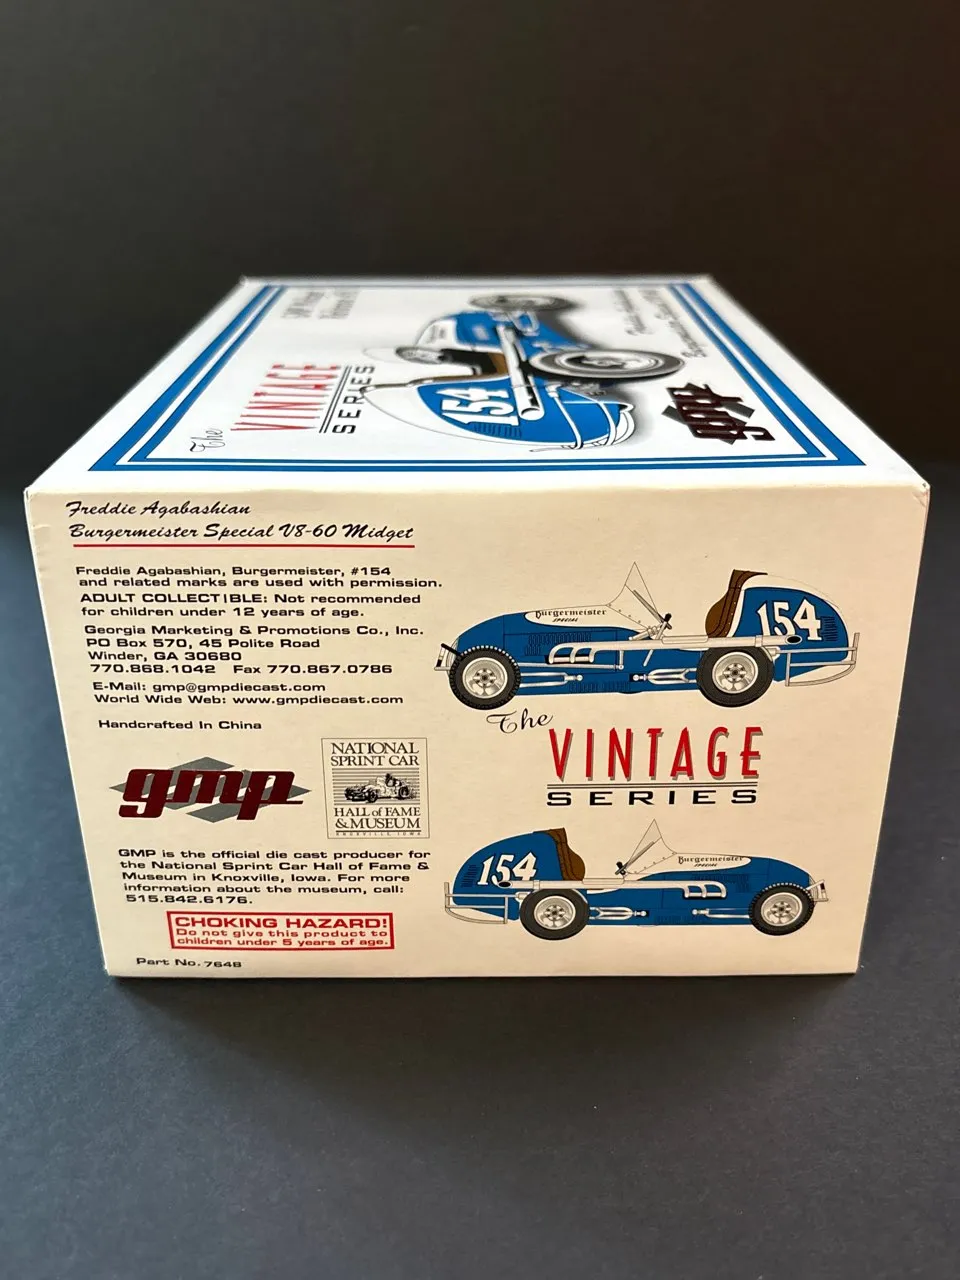 The
VINTAGE
SERIES
154
gmp
Freddie Agabashian
Burgermeister Special V8-60 Midget
Freddie Agabashian, Burgermeister, #154
and related marks are used with permission.
ADULT COLLECTIBLE: Not recommended
for children under 12 years of age.
Georgia Marketing & Promotions Co., Inc.
PO Box 570, 45 Polite Road
Winder, GA 30680
770.868.1042 Fax 770.867.0786
E-Mail: gmp@gmpdiecast.com
World Wide Web: www.gmpdiecast.com
Handcrafted In China
gmp
NATIONAL
SPRINT CAR
HALL of FAME
& MUSEUM
KNOXVILLE, IOWA
GMP is the official die cast producer for
the National Sprint Car Hall of Fame &
Museum in Knoxville, Iowa. For more
information about the museum, call:
515.842.6176.
CHOKING HAZARD!
Do not give this product to
children under 5 years of age.
Part No. 7648
Burgermeister
SPECIAL
154
The
VINTAGE
SERIES
154
Burgermeister
SPECIAL